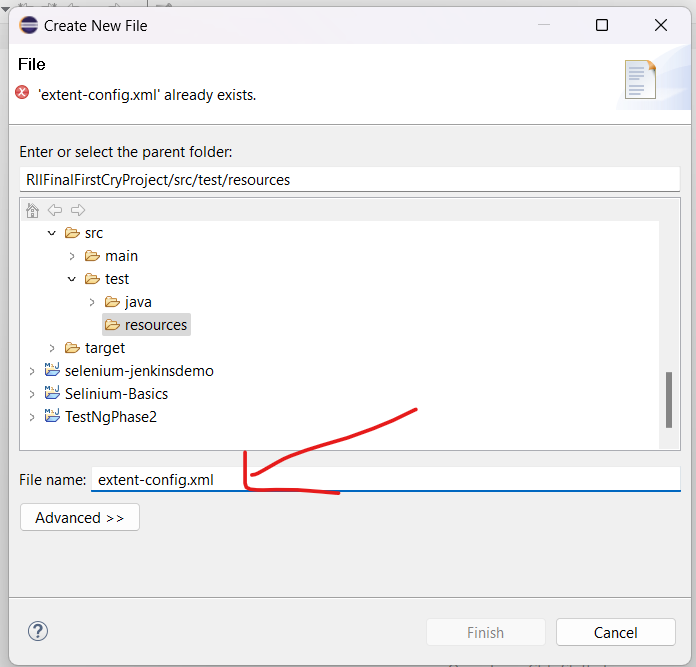 Create New File
File
'extent-config.xml' already exists.
Enter or select the parent folder:
RllFinalFirstCryProject/src/test/resources
src
main
test
java
resources
target
selenium-jenkinsdemo
Selinium-Basics
TestNgPhase2
File name: extent-config.xml
Advanced >>
? Finish Cancel